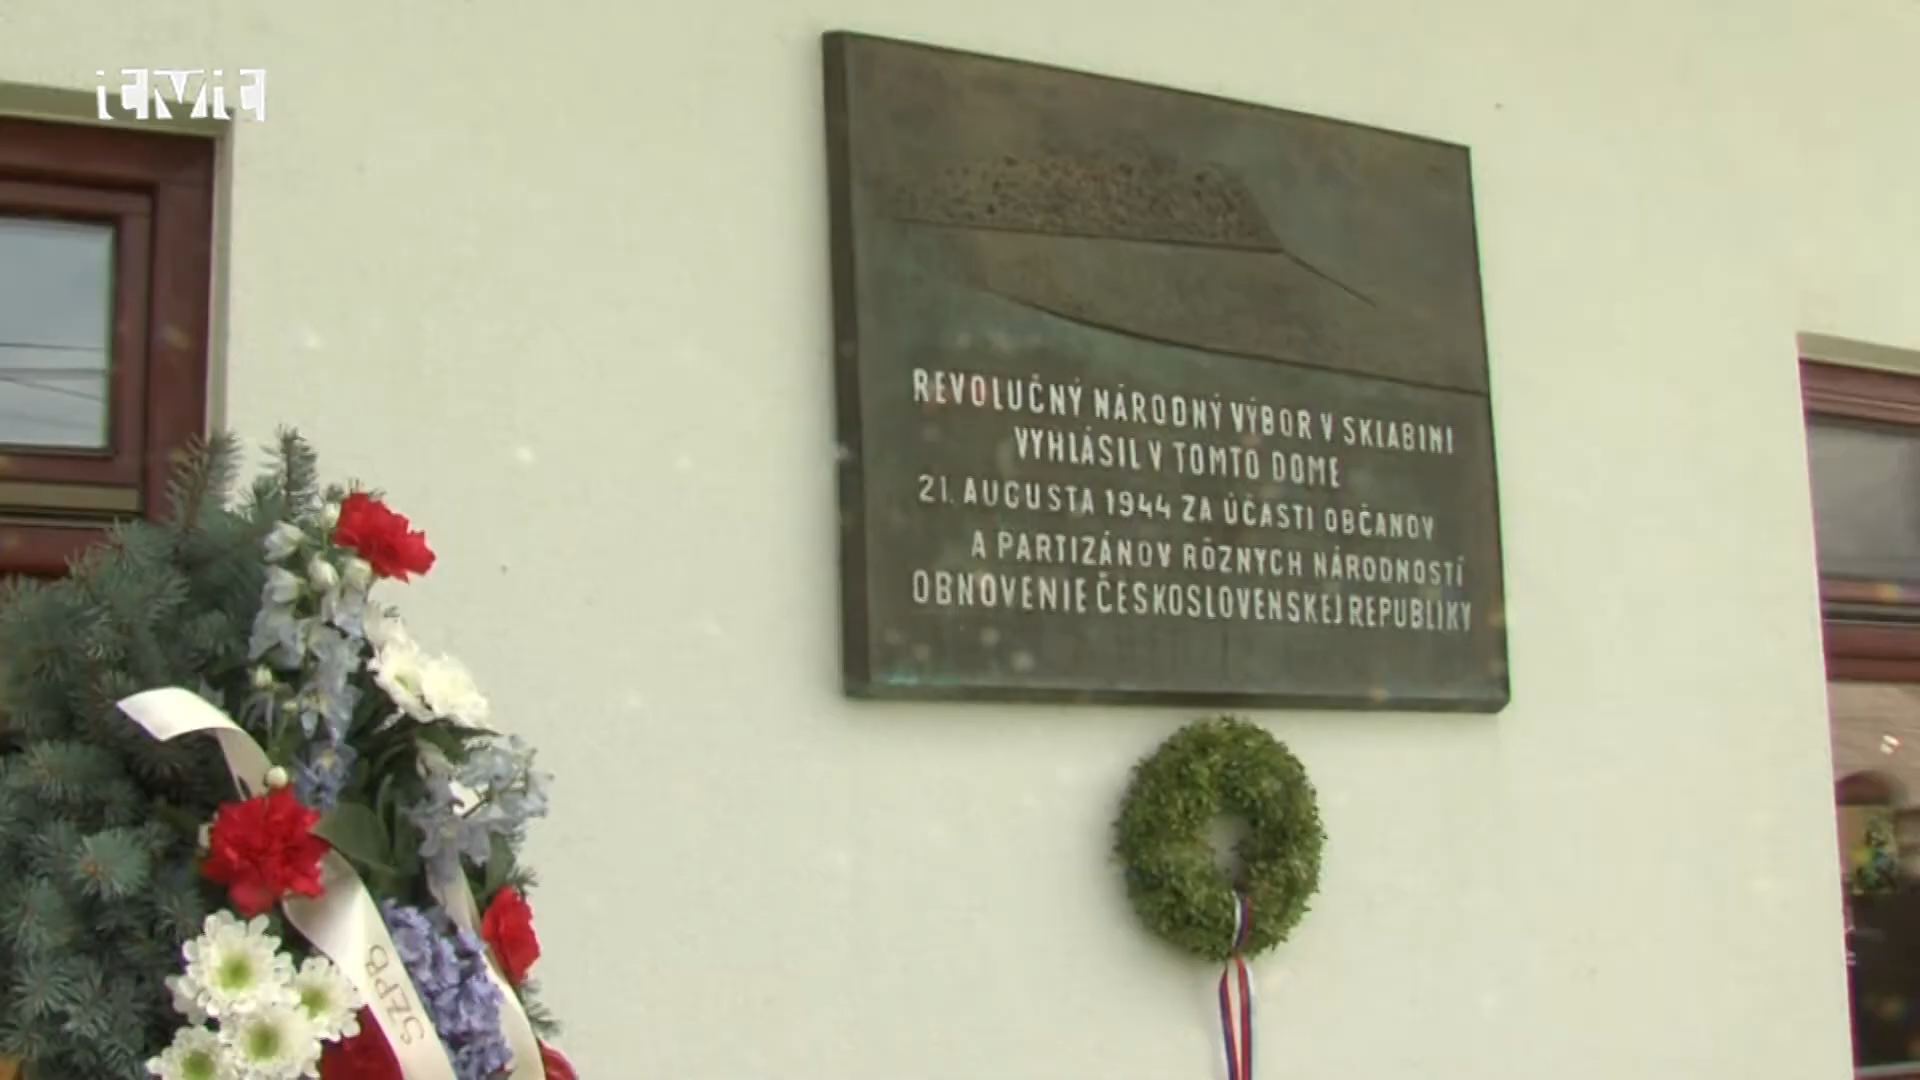 REVOLUČNÝ NÁRODNÝ VÝBOR V SKLABINI
VYHLÁSIL V TOMTO DOME
21. AUGUSTA 1944 ZA ÚČASTI OBČANOV
A PARTIZÁNOV RÔZNYCH NÁRODNOSTÍ
OBNOVENIE ČESKOSLOVENSKEJ REPUBLIKY
SZPB